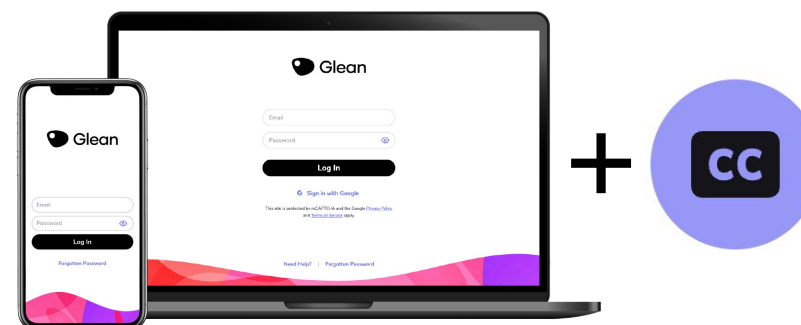 Glean
Email
Password
Log In
Forgotten Password
Glean
Email
Password
Log In
G Sign in with Google
This site is protected by reCAPTCHA and the Google Privacy Policy
and Terms of Service apply.
Need Help? | Forgotten Password
+
CC